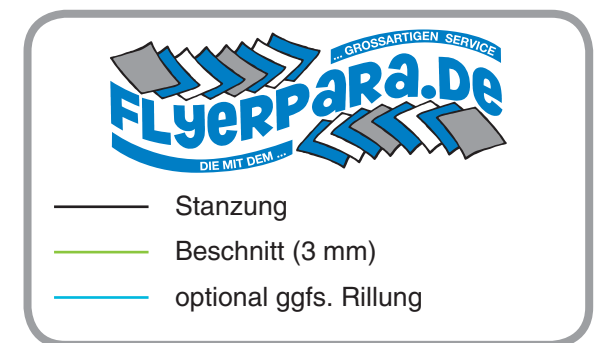 ... GROSSARTIGEN SERVICE
FLYERPARA.DE
DIE MIT DEM ...
Stanzung
Beschnitt (3 mm)
optional ggfs. Rillung